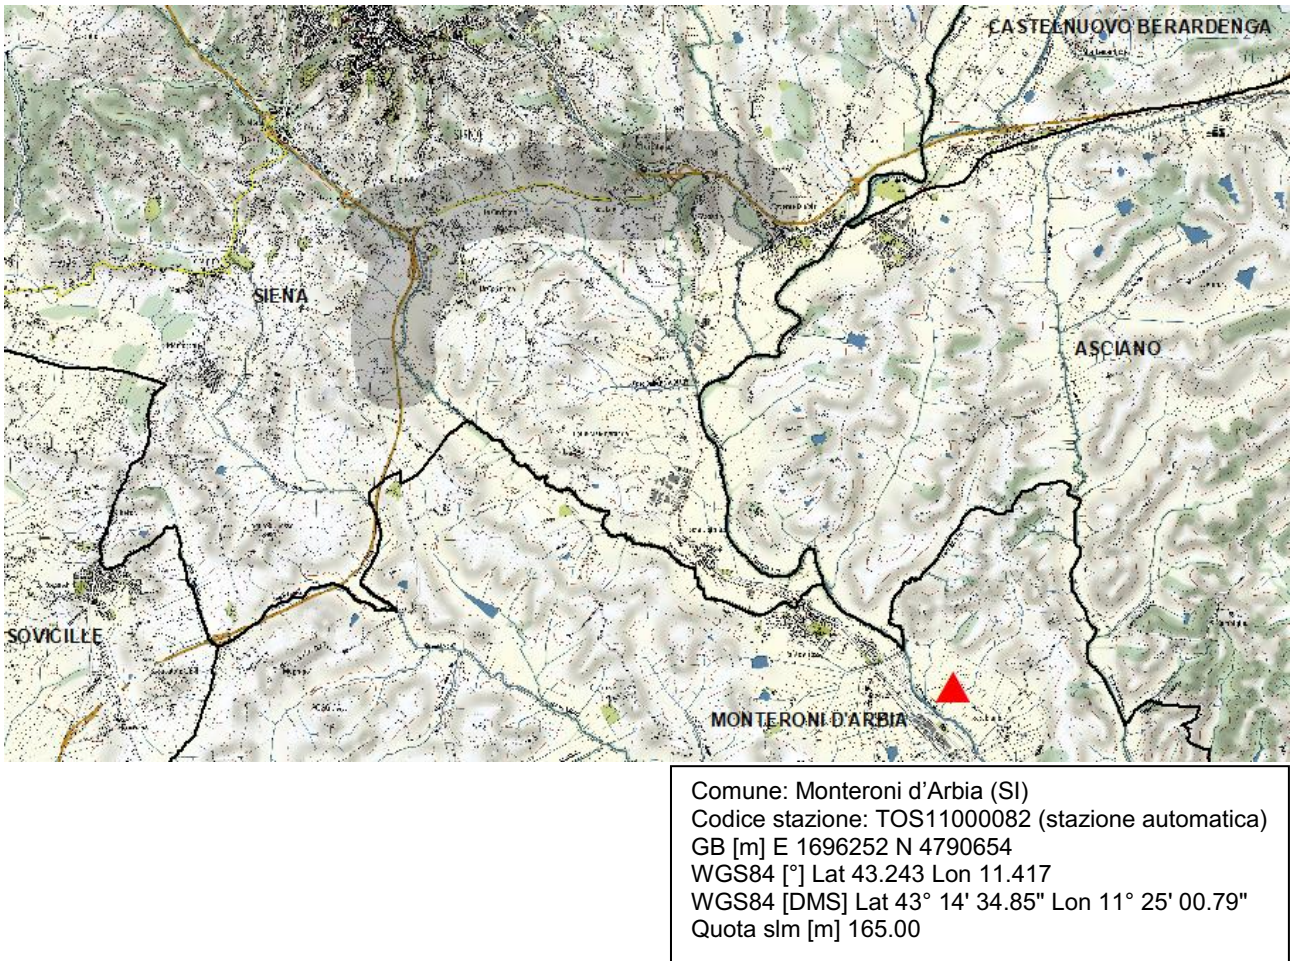 CASTELNUOVO BERARDENGA
SIENA
ASCIANO
SOVICILLE
MONTERONI D'ARBIA
Comune: Monteroni d’Arbia (SI)
Codice stazione: TOS11000082 (stazione automatica)
GB [m] E 1696252 N 4790654
WGS84 [°] Lat 43.243 Lon 11.417
WGS84 [DMS] Lat 43° 14' 34.85" Lon 11° 25' 00.79"
Quota slm [m] 165.00